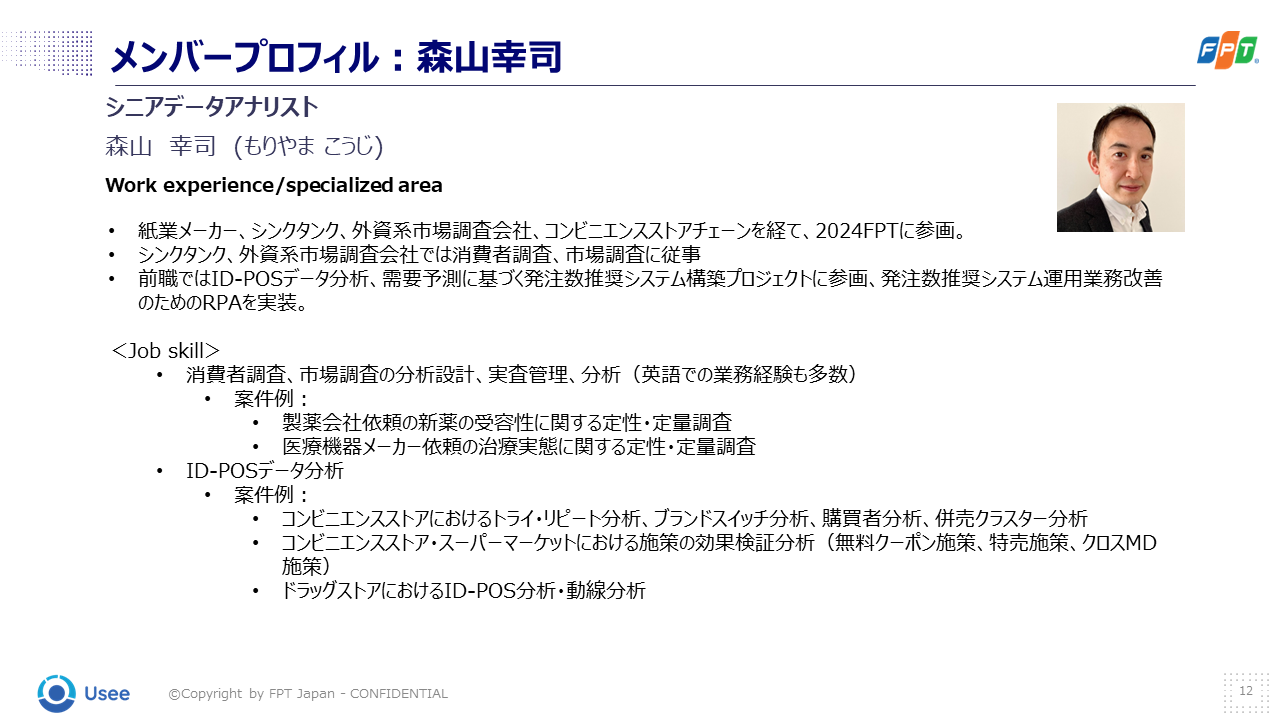 メンバープロフィル：森山幸司
FPT
シニアデータアナリスト
森山　幸司　(もりやま こうじ)
Work experience/specialized area
• 紙業メーカー、シンクタンク、外資系市場調査会社、コンビニエンスストアチェーンを経て、2024FPTに参画。
• シンクタンク、外資系市場調査会社では消費者調査、市場調査に従事
• 前職ではID-POSデータ分析、需要予測に基づく発注数推奨システム構築プロジェクトに参画、発注数推奨システム運用業務改善
のためのRPAを実装。
＜Job skill＞
• 消費者調査、市場調査の分析設計、実査管理、分析（英語での業務経験も多数）
• 案件例：
• 製薬会社依頼の新薬の受容性に関する定性・定量調査
• 医療機器メーカー依頼の治療実態に関する定性・定量調査
• ID-POSデータ分析
• 案件例：
• コンビニエンスストアにおけるトライ・リピート分析、ブランドスイッチ分析、購買者分析、併売クラスター分析
• コンビニエンスストア・スーパーマーケットにおける施策の効果検証分析（無料クーポン施策、特売施策、クロスMD
施策）
• ドラッグストアにおけるID-POS分析・動線分析
Usee
©Copyright by FPT Japan - CONFIDENTIAL
12